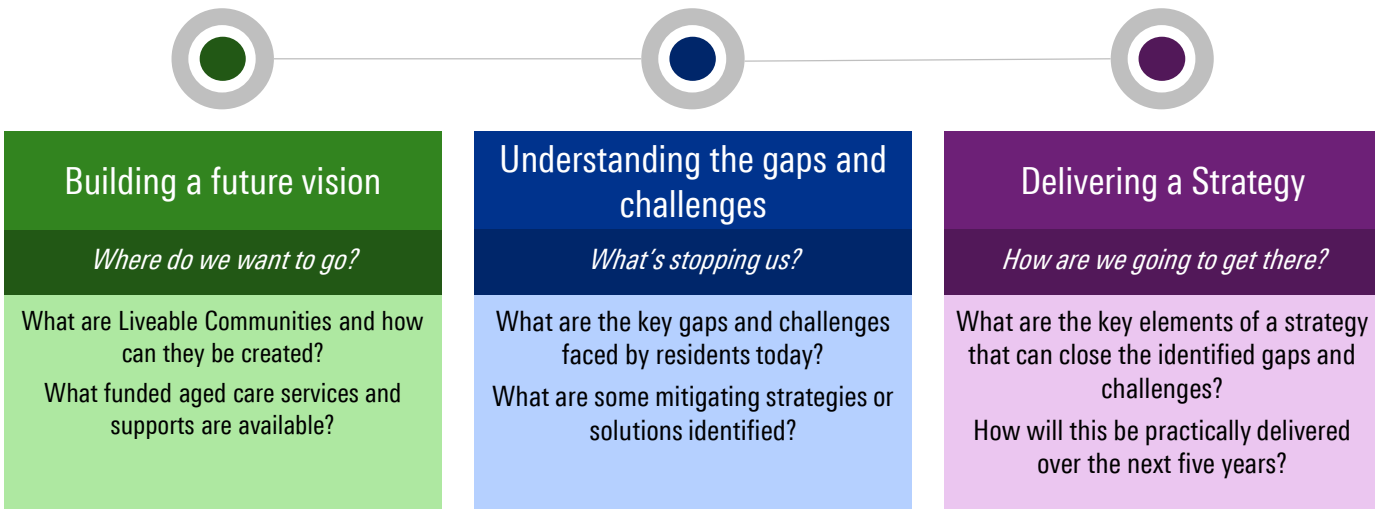 Building a future vision
Where do we want to go?
What are Liveable Communities and how
can they be created?
What funded aged care services and
supports are available?
Understanding the gaps and
challenges
What's stopping us?
What are the key gaps and challenges
faced by residents today?
What are some mitigating strategies or
solutions identified?
Delivering a Strategy
How are we going to get there?
What are the key elements of a strategy
that can close the identified gaps and
challenges?
How will this be practically delivered
over the next five years?